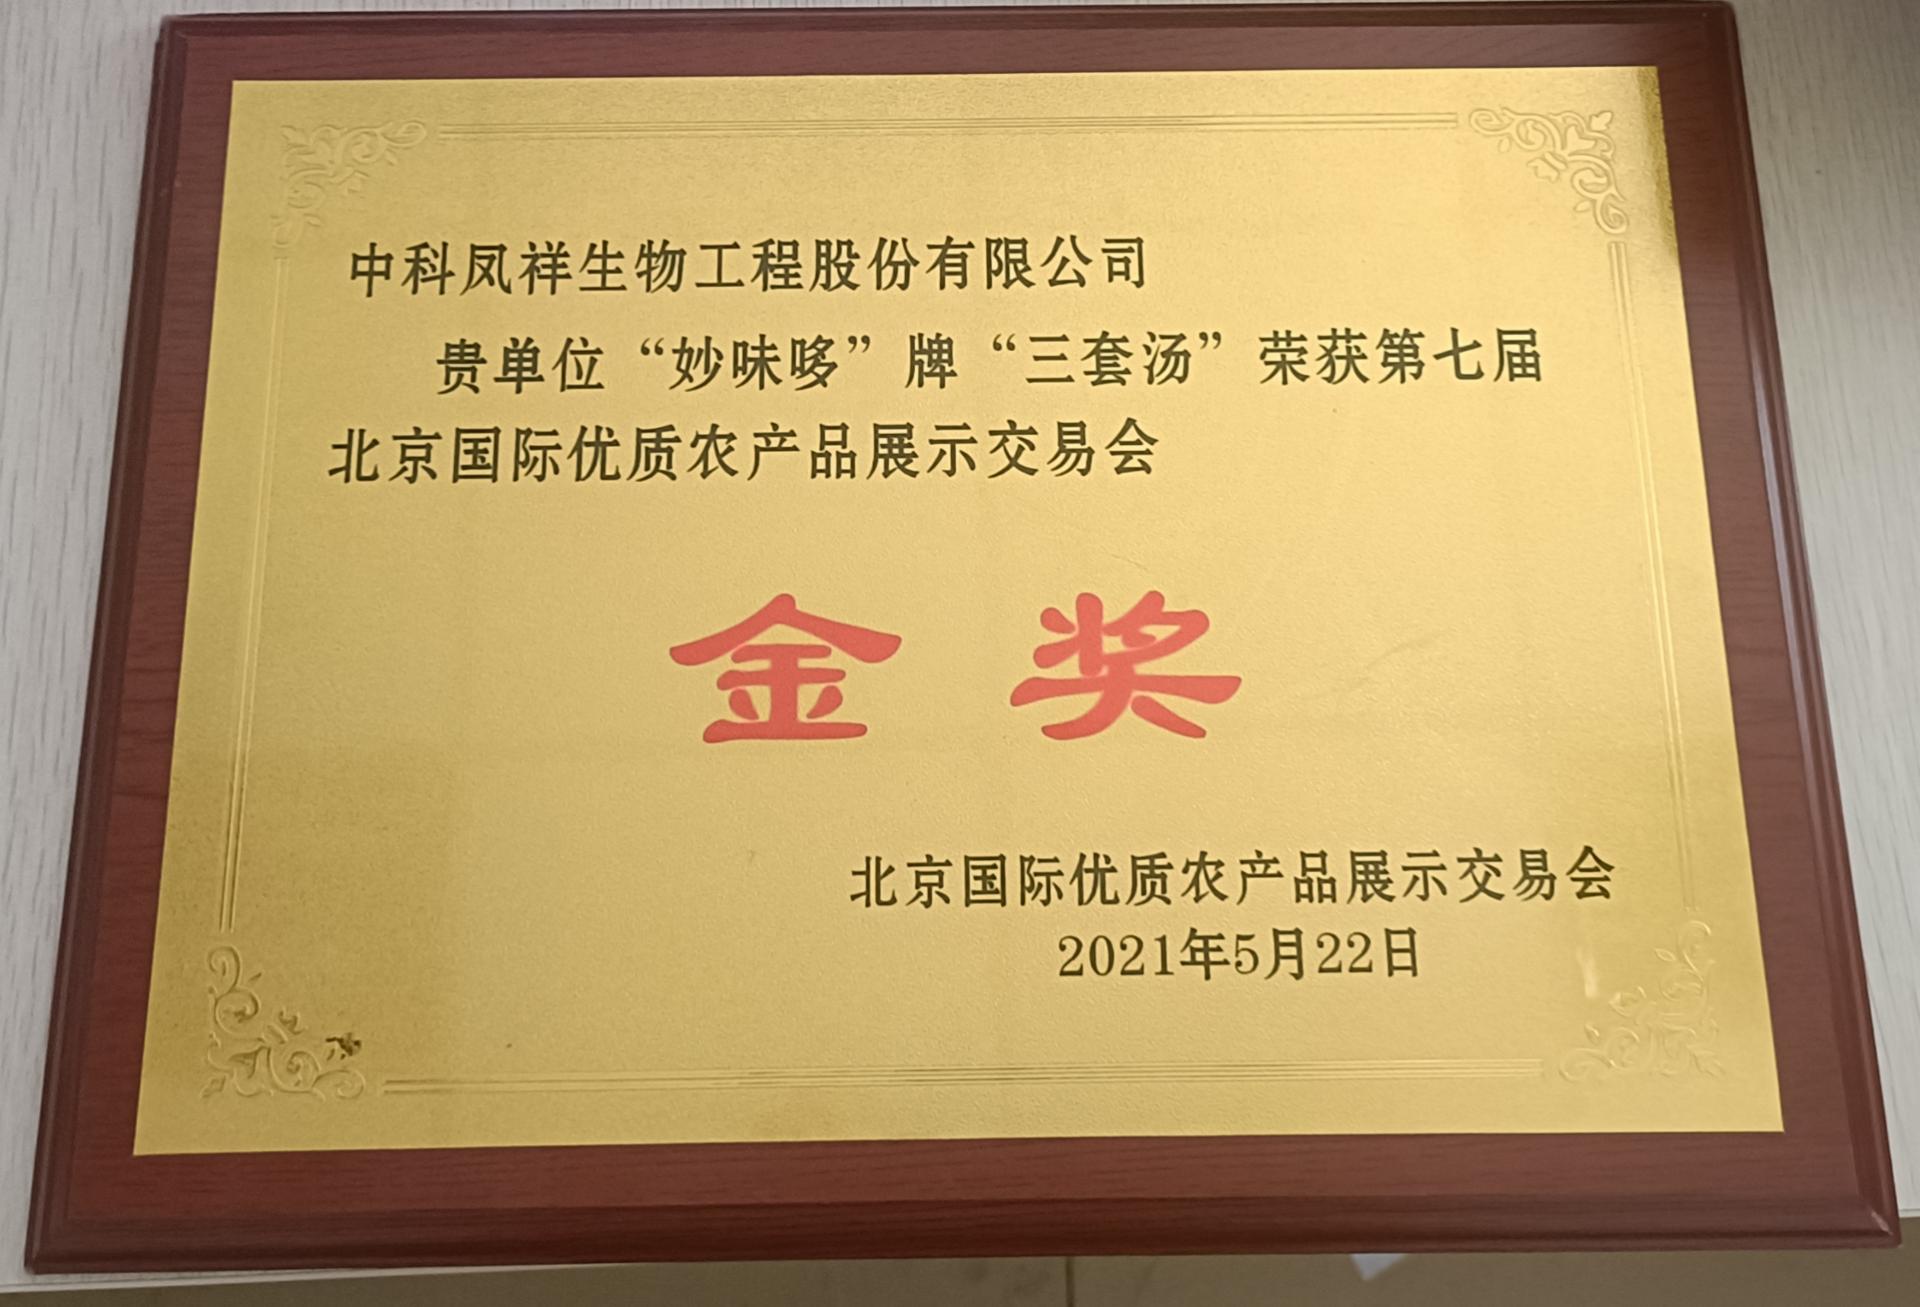 中科凤祥生物工程股份有限公司
贵单位“妙味哆”牌“三套汤”荣获第七届
北京国际优质农产品展示交易会
金奖
北京国际优质农产品展示交易会
2021年5月22日